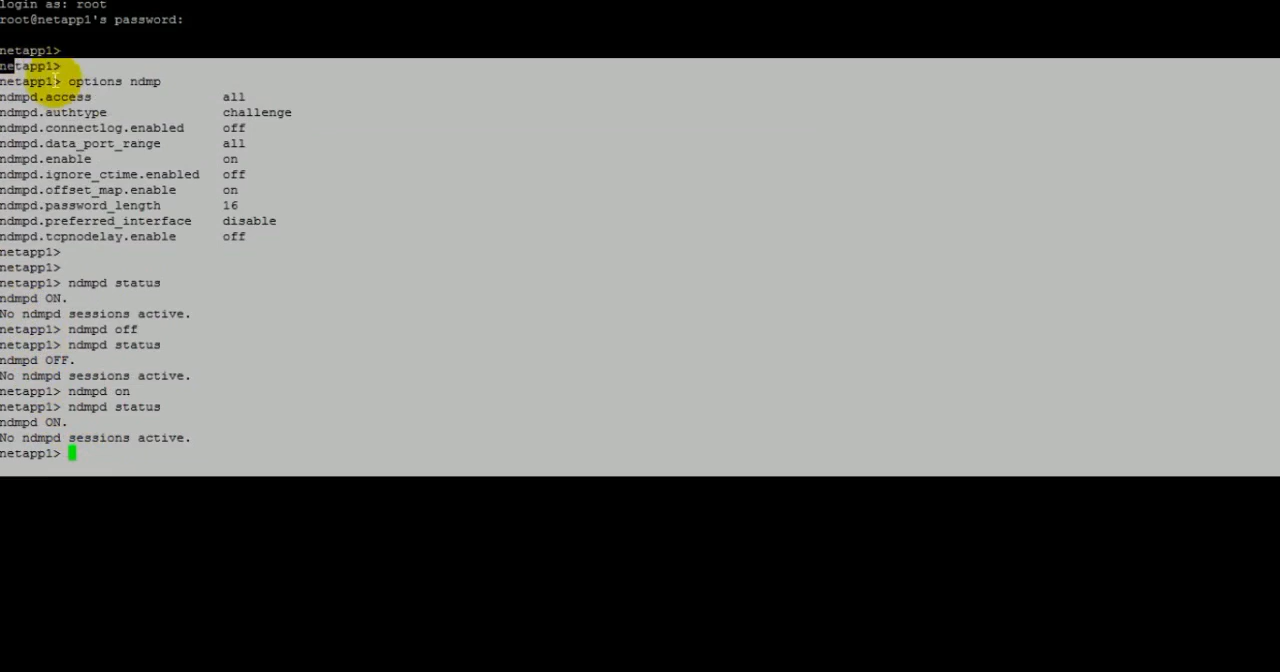 login as: root
root@netapp1's password:
netapp1>
netapp1>
netapp1> options ndmp
ndmpd.access all
ndmpd.authtype challenge
ndmpd.connectlog.enabled off
ndmpd.data_port_range all
ndmpd.enable on
ndmpd.ignore_ctime.enabled off
ndmpd.offset_map.enable on
ndmpd.password_length 16
ndmpd.preferred_interface disable
ndmpd.tcpnodelay.enable off
netapp1>
netapp1>
netapp1> ndmpd status
ndmpd ON.
No ndmpd sessions active.
netapp1> ndmpd off
netapp1> ndmpd status
ndmpd OFF.
No ndmpd sessions active.
netapp1> ndmpd on
netapp1> ndmpd status
ndmpd ON.
No ndmpd sessions active.
netapp1>